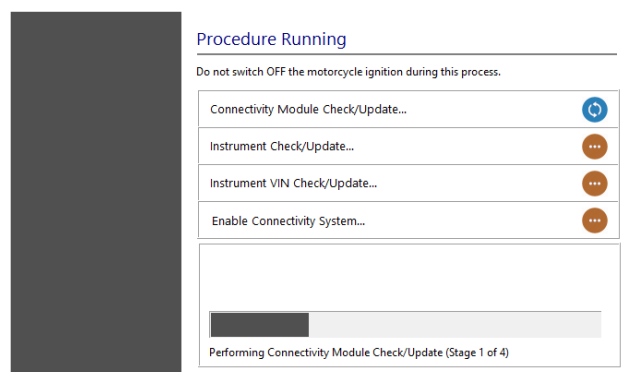 Procedure Running
Do not switch OFF the motorcycle ignition during this process.
Connectivity Module Check/Update...
Instrument Check/Update...
Instrument VIN Check/Update...
Enable Connectivity System...
Performing Connectivity Module Check/Update (Stage 1 of 4)